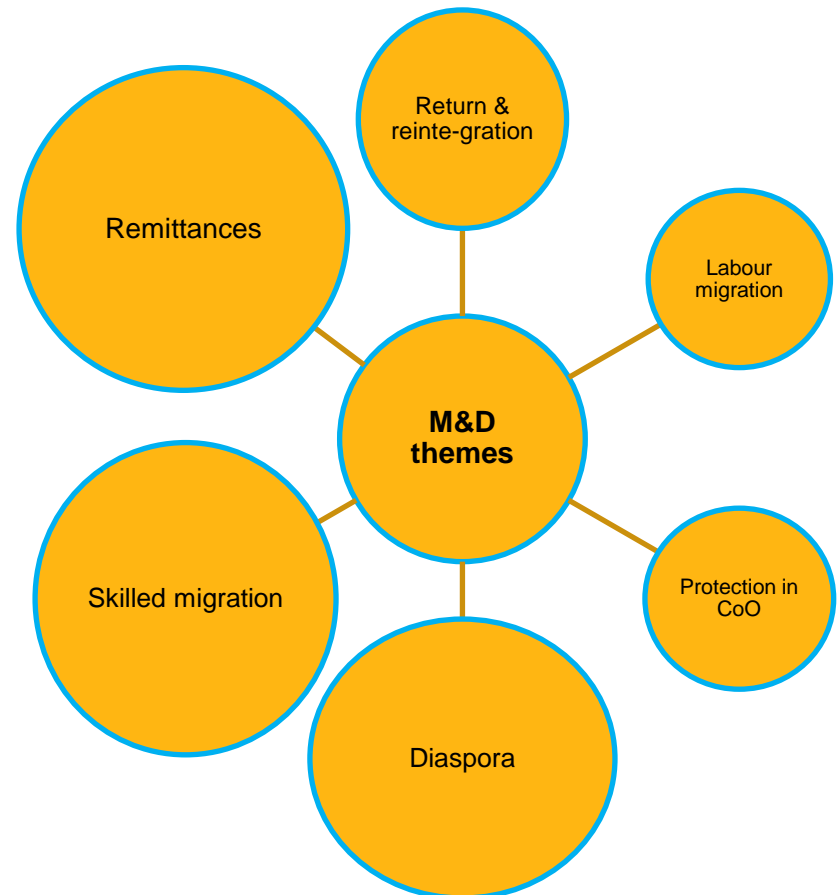 Return &
reinte-gration
Remittances
Labour
migration
M&D
themes
Skilled migration
Protection in
CoO
Diaspora